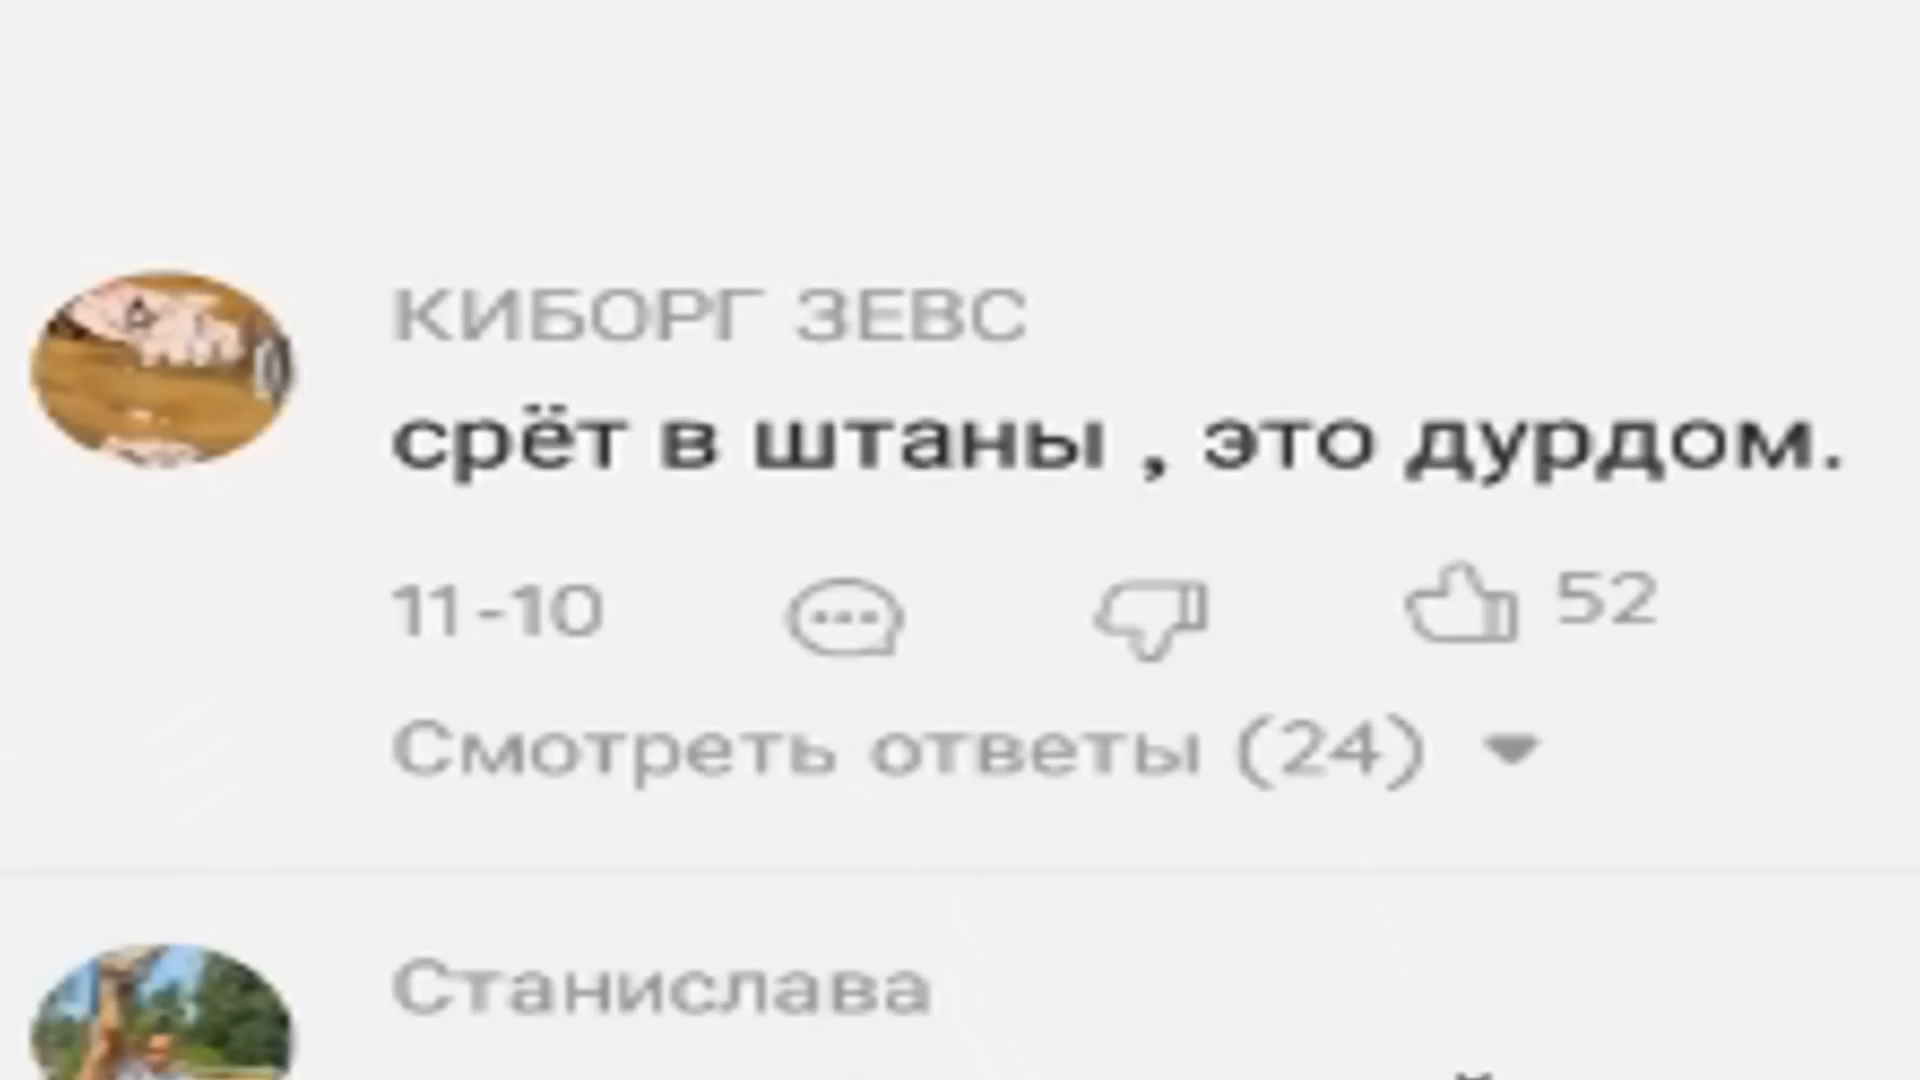 КИБОРГ ЗЕВС
срёт в штаны , это дурдом.
11-10 52
Смотреть ответы (24)
Станислава